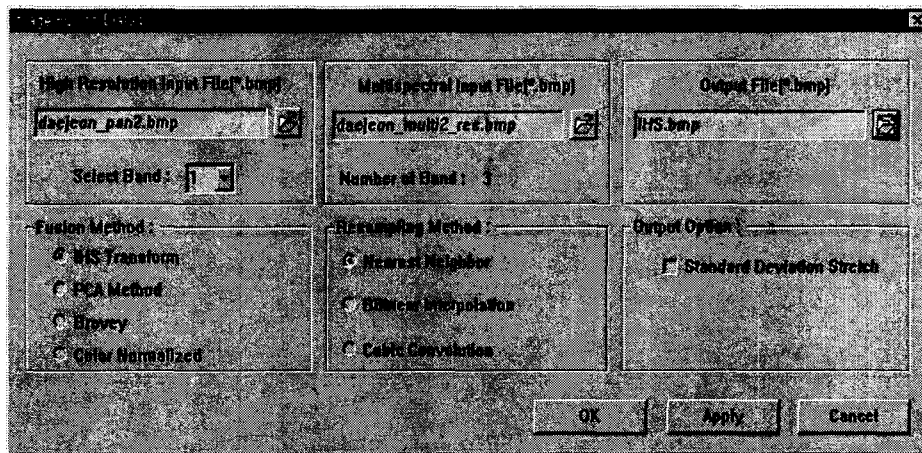 High Resolution Input File(*.bmp)
daejeon_pan2.bmp
Select Band :
1
Multispectral Input File(*.bmp)
daejeon_multi2_res.bmp
Number of Band : 3
Output File(*.bmp)
IHS.bmp
Fusion Method :
IHS Transform
PCA Method
Brovey
Color Normalized
Resampling Method :
Nearest Neighbor
Bilinear Interpolation
Cubic Convolution
Output Option :
Standard Deviation Stretch
OK
Apply
Cancel